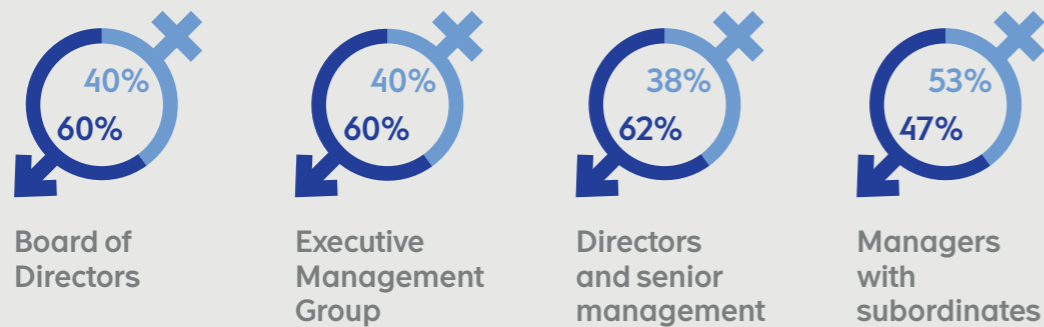 40%
60%
Board of
Directors
40%
60%
Executive
Management
Group
38%
62%
Directors
and senior
management
53%
47%
Managers
with
subordinates